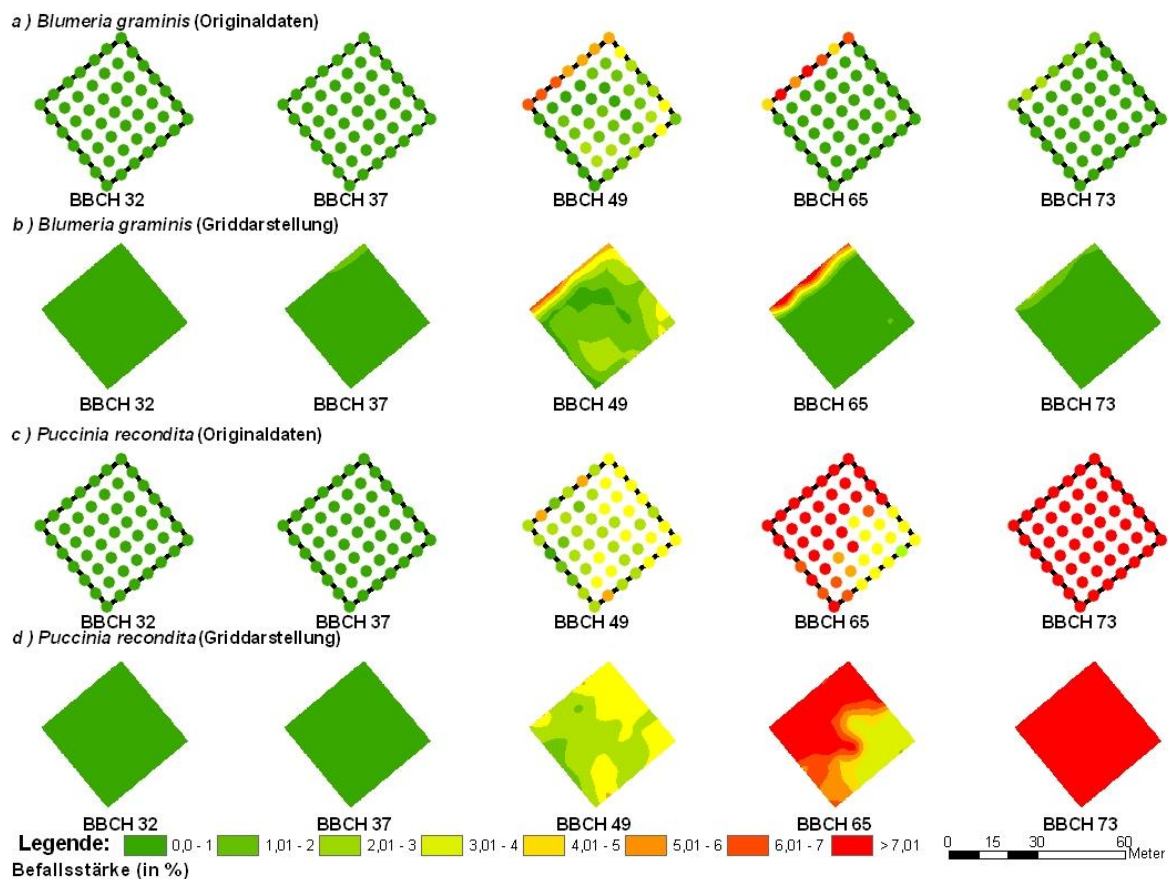 a ) Blumeria graminis (Originaldaten)
BBCH 32 BBCH 37 BBCH 49 BBCH 65 BBCH 73
b ) Blumeria graminis (Griddarstellung)
BBCH 32 BBCH 37 BBCH 49 BBCH 65 BBCH 73
c ) Puccinia recondita (Originaldaten)
BBCH 32 BBCH 37 BBCH 49 BBCH 65 BBCH 73
d ) Puccinia recondita (Griddarstellung)
BBCH 32 BBCH 37 BBCH 49 BBCH 65 BBCH 73
Legende: 0,0 - 1 1,01 - 2 2,01 - 3 3,01 - 4 4,01 - 5 5,01 - 6 6,01 - 7 > 7,01 0 15 30 60
Meter
Befallsstärke (in %)